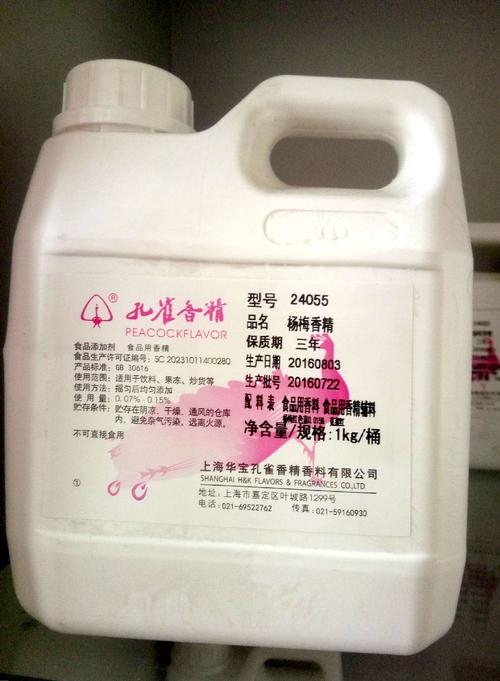 孔雀香精
®
PEACOCKFLAVOR
食品添加剂 食品用香精
食品生产许可证编号: SC 20231011400280
产品标准: GB 30616
使用范围: 适用于饮料、果冻、炒货等
使用方法: 摇匀后均匀添加
用 量: 0.07%-0.15%
贮存条件: 贮存在阴凉、干燥、通风的仓库
内, 避免杂气污染, 远离火源。
不可直接食用
①
型号 24055
品名 杨梅香精
保质期 三年
生产日期 20160803
生产批号 20160722
配 料 表 食品用香料 食品用香精辅料
净含量/规格: 1kg/桶
上海华宝孔雀香精香料有限公司
SHANGHAI H&K FLAVORS & FRAGRANCES CO.,LTD
地址: 上海市嘉定区叶城路1299号
电话: 021-69522762 传真: 021-59160930